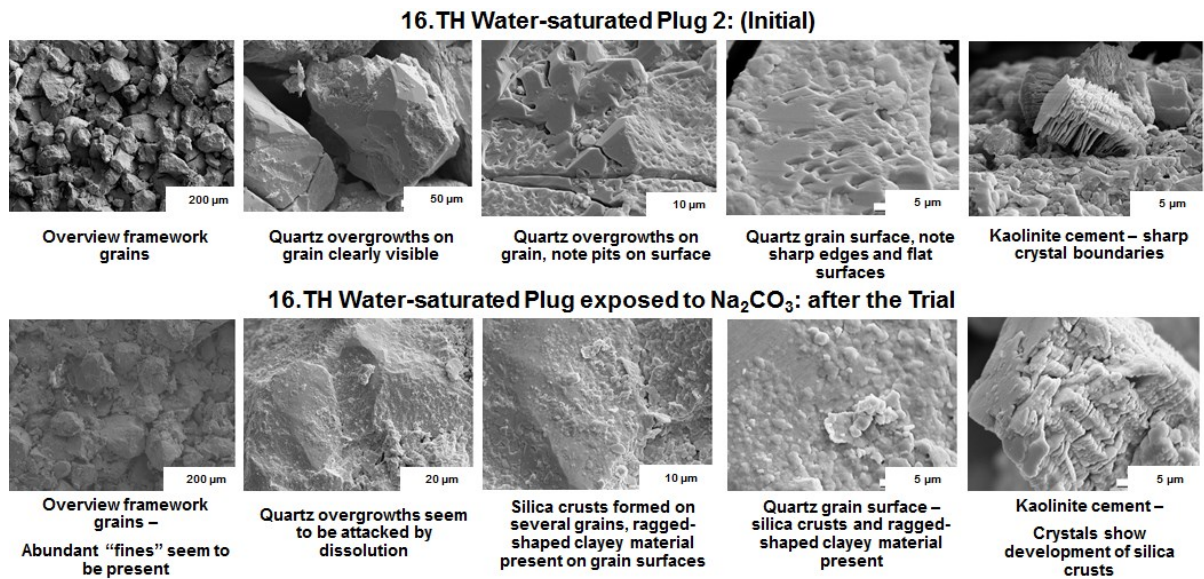 16.TH Water-saturated Plug 2: (Initial)
200 µm
50 µm
10 µm
5 µm
5 µm
Overview framework
grains
Quartz overgrowths on
grain clearly visible
Quartz overgrowths on
grain, note pits on surface
Quartz grain surface, note
sharp edges and flat
surfaces
Kaolinite cement – sharp
crystal boundaries
16.TH Water-saturated Plug exposed to Na₂CO₃: after the Trial
200 µm
20 µm
10 µm
5 µm
5 µm
Overview framework
grains –
Abundant “fines” seem to
be present
Quartz overgrowths seem
to be attacked by
dissolution
Silica crusts formed on
several grains, ragged-
shaped clayey material
present on grain surfaces
Quartz grain surface –
silica crusts and ragged-
shaped clayey material
present
Kaolinite cement –
Crystals show
development of silica
crusts